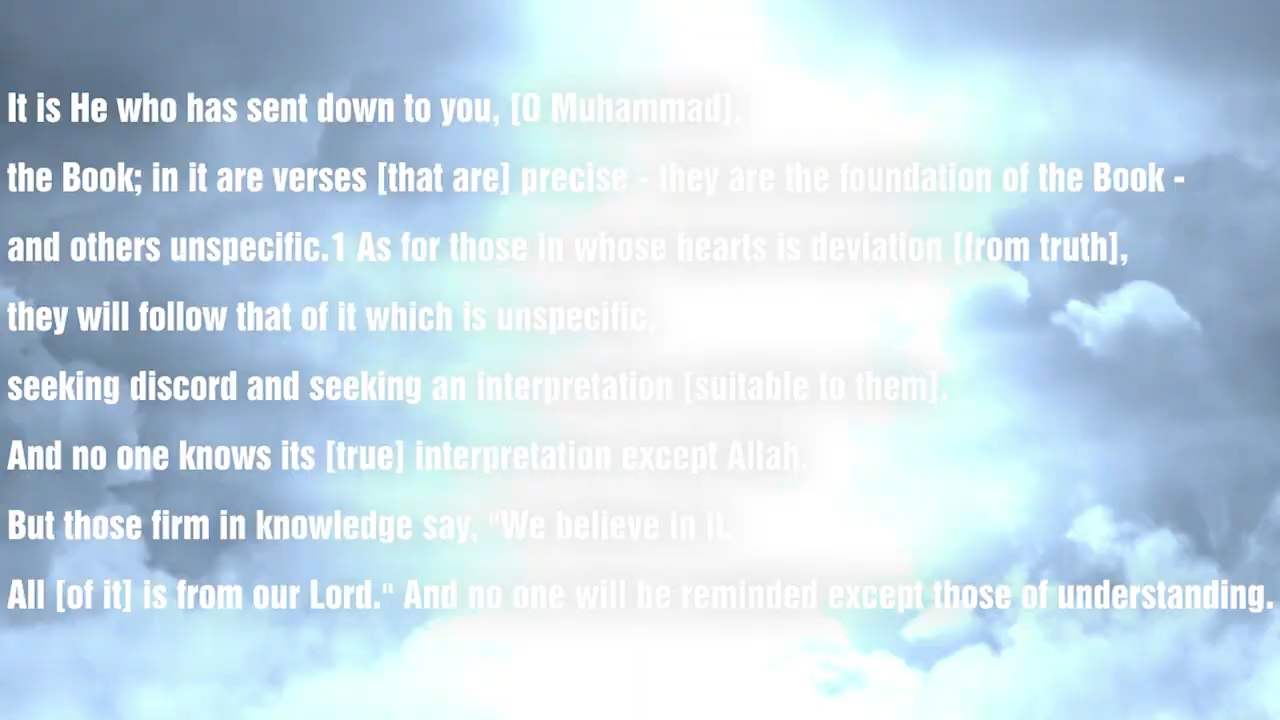 It is He who has sent down to you, [O Muhammad],
the Book; in it are verses [that are] precise - they are the foundation of the Book -
and others unspecific.1 As for those in whose hearts is deviation [from truth],
they will follow that of it which is unspecific,
seeking discord and seeking an interpretation [suitable to them].
And no one knows its [true] interpretation except Allah.
But those firm in knowledge say, "We believe in it.
All [of it] is from our Lord." And no one will be reminded except those of understanding.